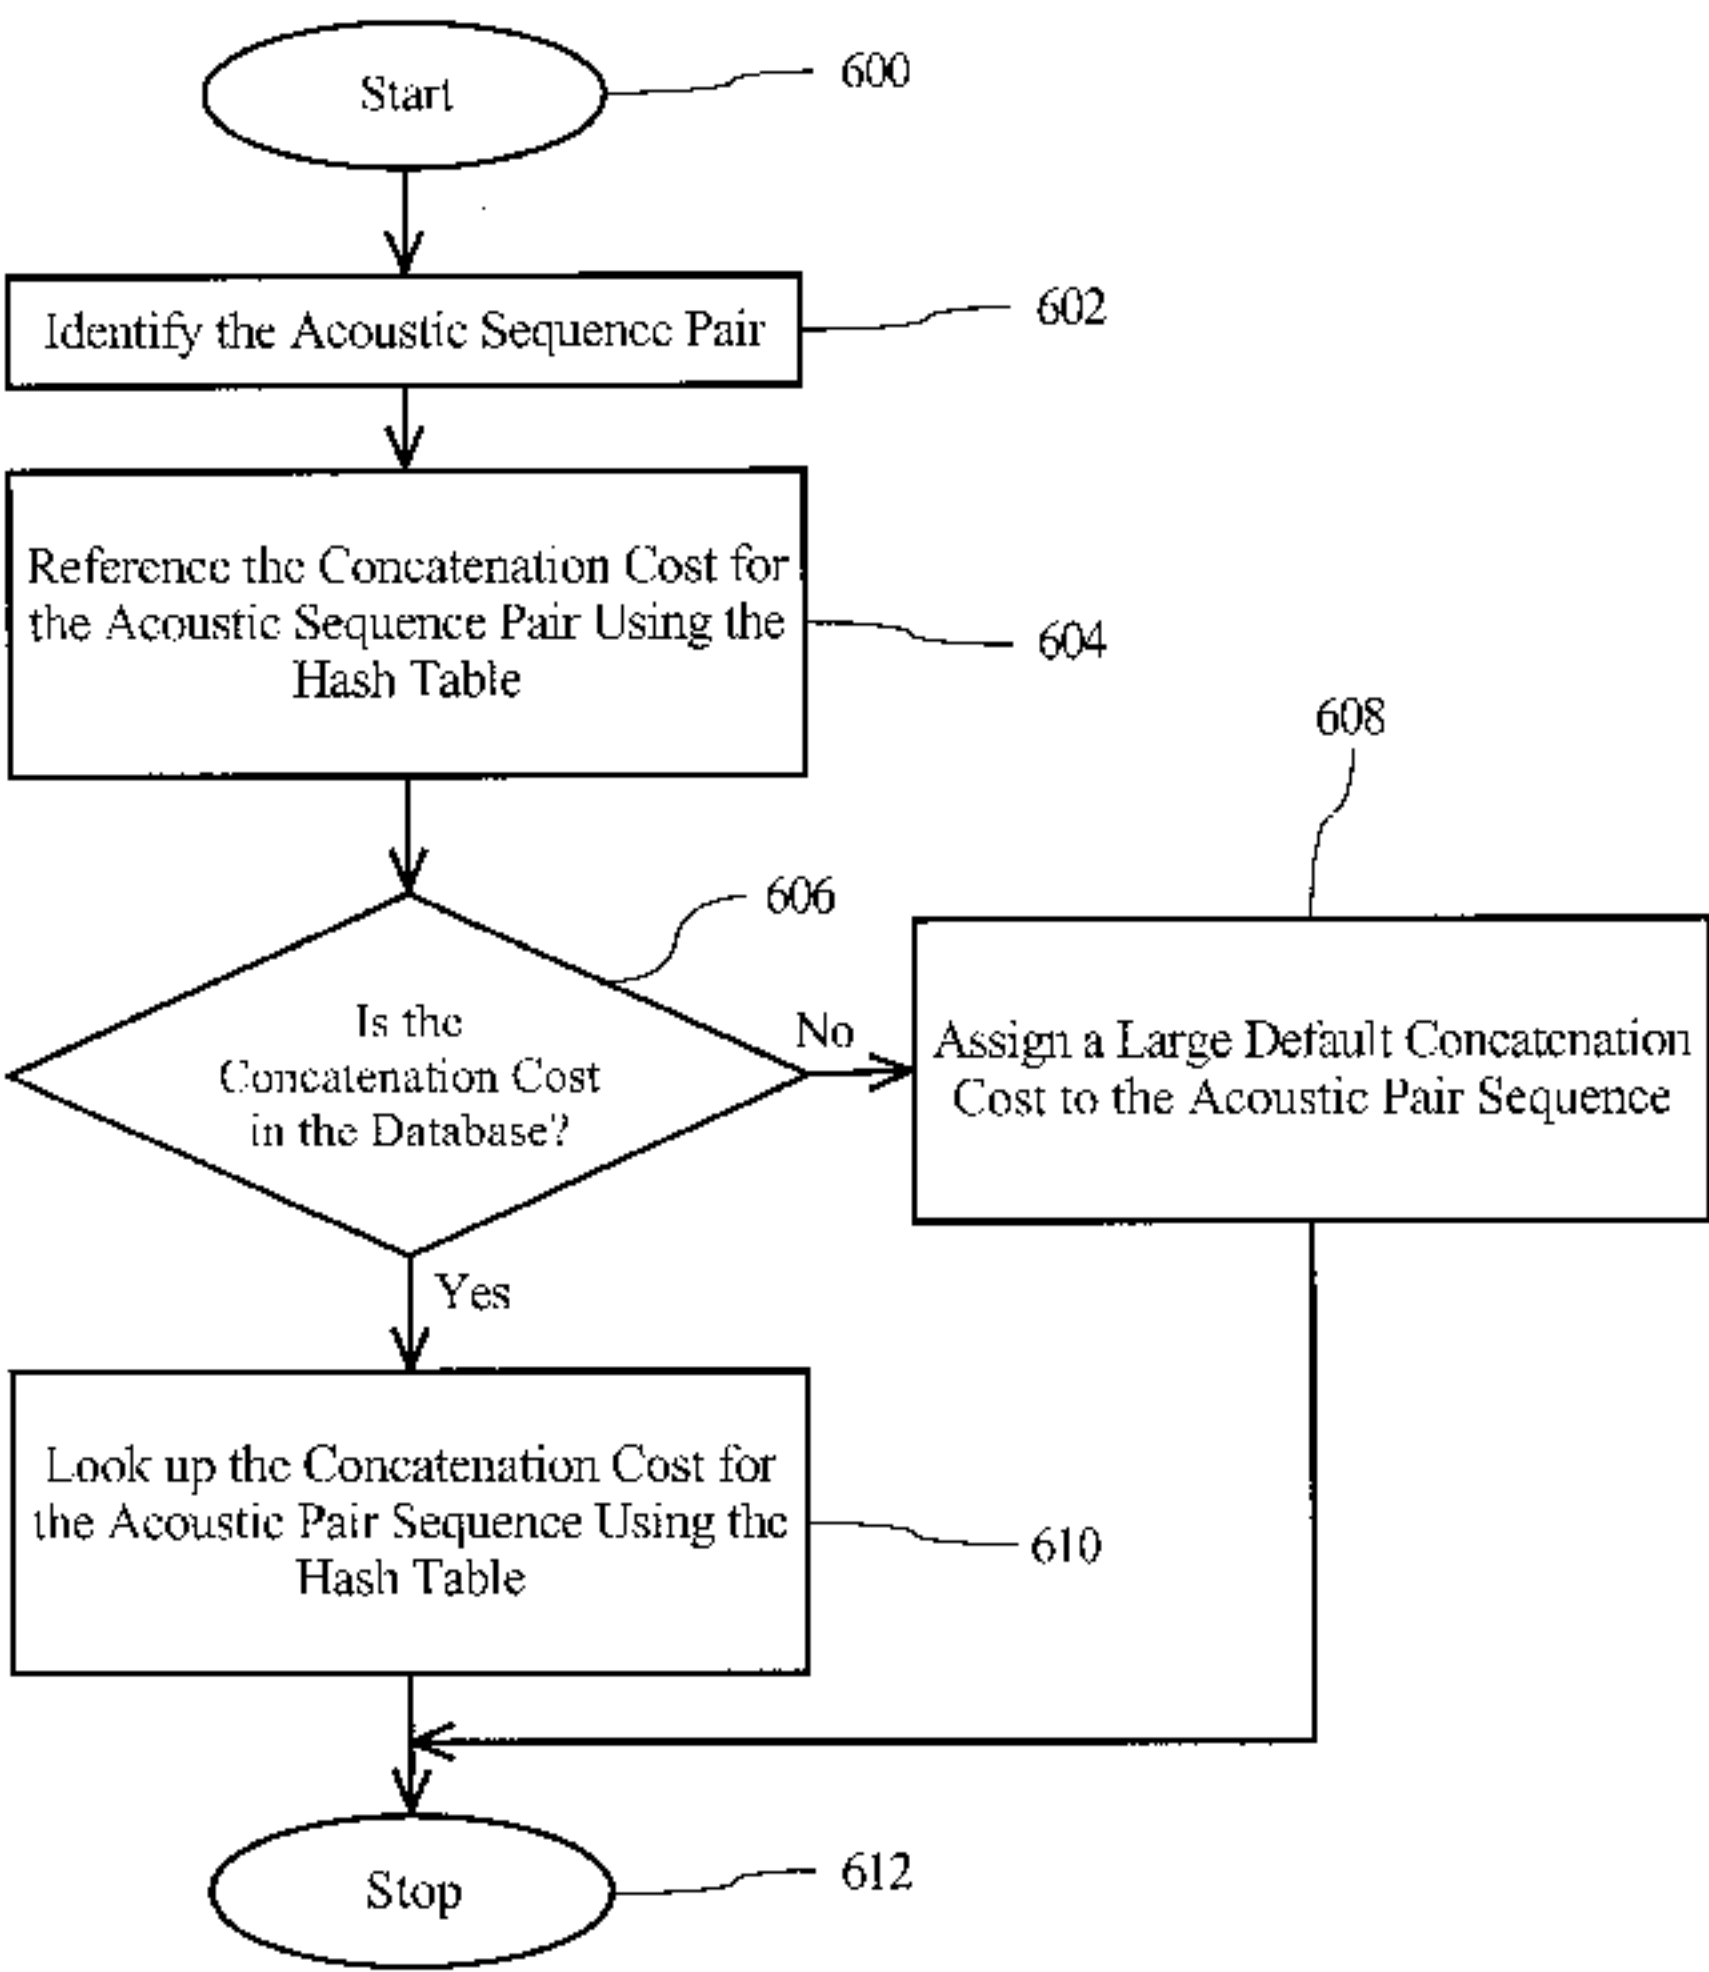 Start
600
Identify the Acoustic Sequence Pair
602
Reference the Concatenation Cost for
the Acoustic Sequence Pair Using the
Hash Table
604
606
Is the
Concatenation Cost
in the Database?
No
608
Assign a Large Default Concatenation
Cost to the Acoustic Pair Sequence
Yes
Look up the Concatenation Cost for
the Acoustic Pair Sequence Using the
Hash Table
610
Stop
612